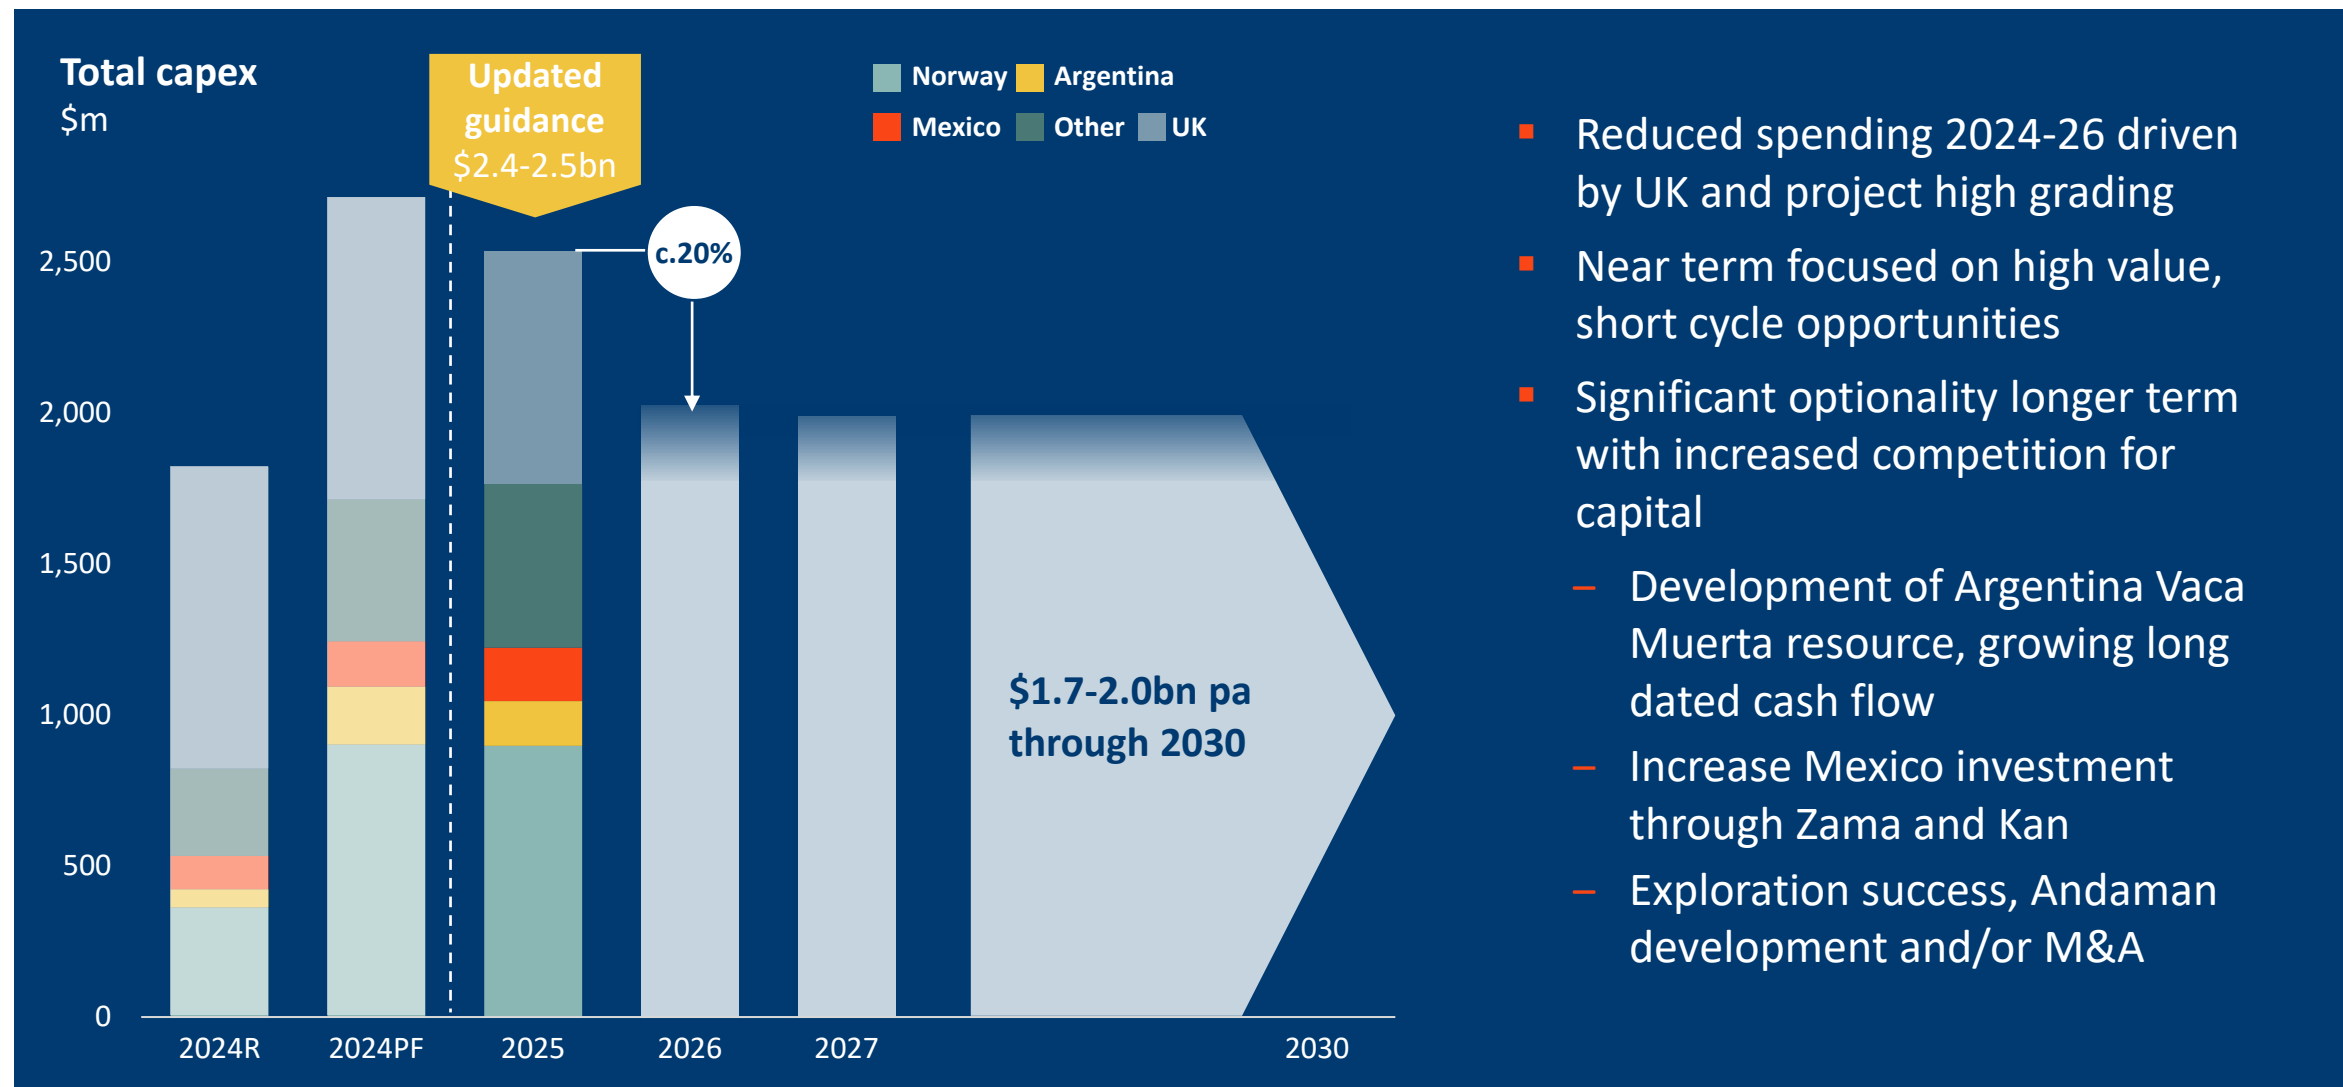 Total capex
$m
Updated
guidance
$2.4-2.5bn
Norway
Argentina
Mexico
Other
UK
c.20%
2,500
2,000
1,500
1,000
500
0
$1.7-2.0bn pa
through 2030
2024R
2024PF
2025
2026
2027
2030
▪ Reduced spending 2024-26 driven
by UK and project high grading
▪ Near term focused on high value,
short cycle opportunities
▪ Significant optionality longer term
with increased competition for
capital
– Development of Argentina Vaca
Muerta resource, growing long
dated cash flow
– Increase Mexico investment
through Zama and Kan
– Exploration success, Andaman
development and/or M&A